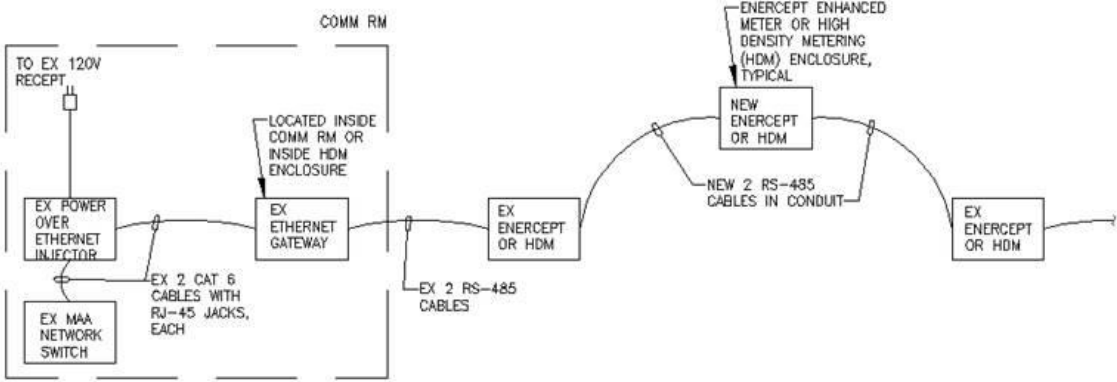 COMM RM
TO EX 120V
RECEPT
LOCATED INSIDE
COMM RM OR
INSIDE HDM
ENCLOSURE
EX POWER
OVER
ETHERNET
INJECTOR
EX
ETHERNET
GATEWAY
EX 2 CAT 6
CABLES WITH
RJ-45 JACKS,
EACH
EX MAA
NETWORK
SWITCH
EX 2 RS-485
CABLES
EX
ENERCEPT
OR HDM
ENERCEPT ENHANCED
METER OR HIGH
DENSITY METERING
(HDM) ENCLOSURE,
TYPICAL
NEW
ENERCEPT
OR HDM
NEW 2 RS-485
CABLES IN CONDUIT
EX
ENERCEPT
OR HDM